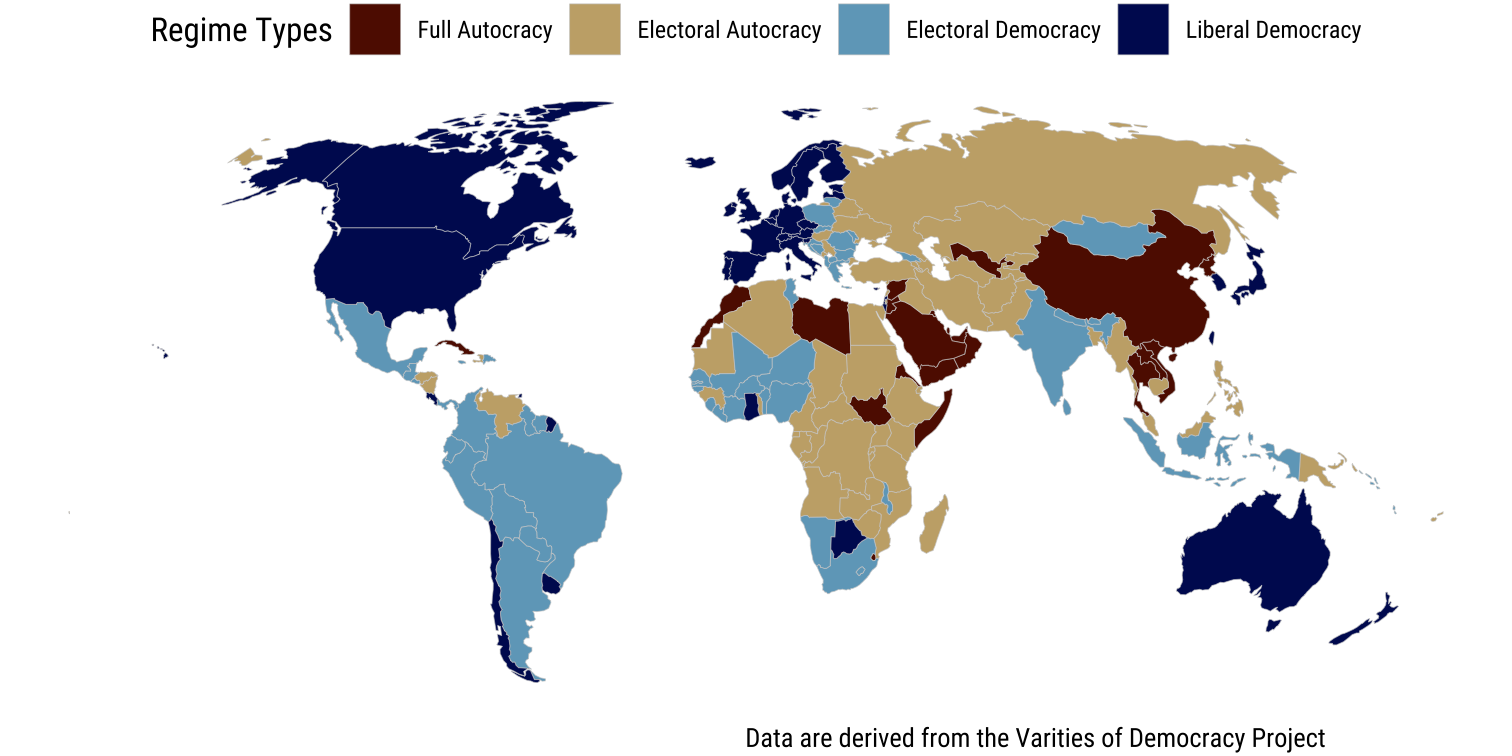 Regime Types Full Autocracy Electoral Autocracy Electoral Democracy Liberal Democracy
Data are derived from the Varities of Democracy Project